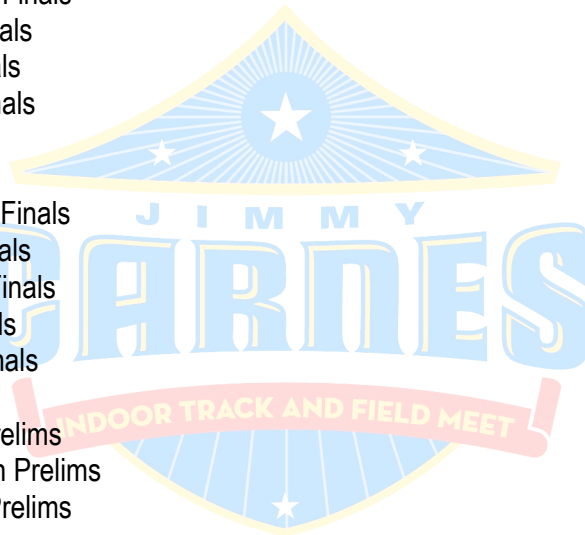 Finals
als
ls
nals
Finals
JIMMY
als
CARNES
Finals
ls
nals
INDOOR TRACK AND FIELD MEET
relims
n Prelims
Prelims